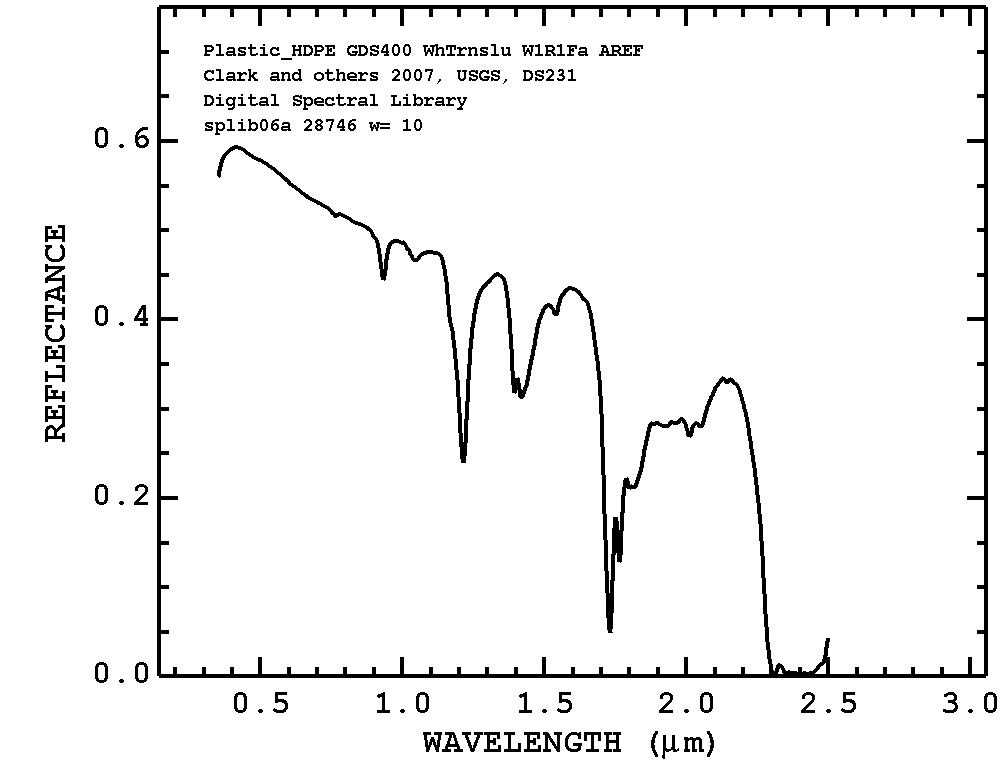 Plastic_HDPE GDS400 WhTrnslu W1R1Fa AREF
Clark and others 2007, USGS, DS231
Digital Spectral Library
splib06a 28746 w= 10
0.6
0.4
0.2
0.0
REFLECTANCE
0.5 1.0 1.5 2.0 2.5 3.0
WAVELENGTH (μm)